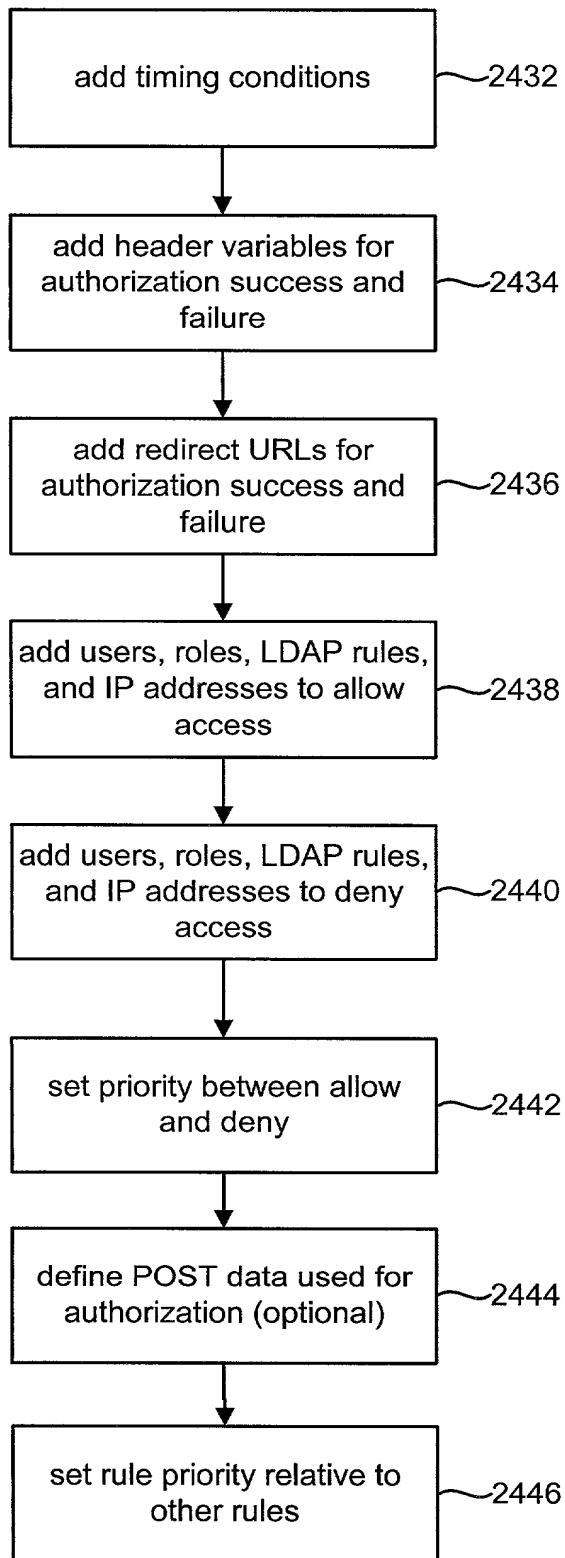 add timing conditions
2432
add header variables for
authorization success and
failure
2434
add redirect URLs for
authorization success and
failure
2436
add users, roles, LDAP rules,
and IP addresses to allow
access
2438
add users, roles, LDAP rules,
and IP addresses to deny
access
2440
set priority between allow
and deny
2442
define POST data used for
authorization (optional)
2444
set rule priority relative to
other rules
2446